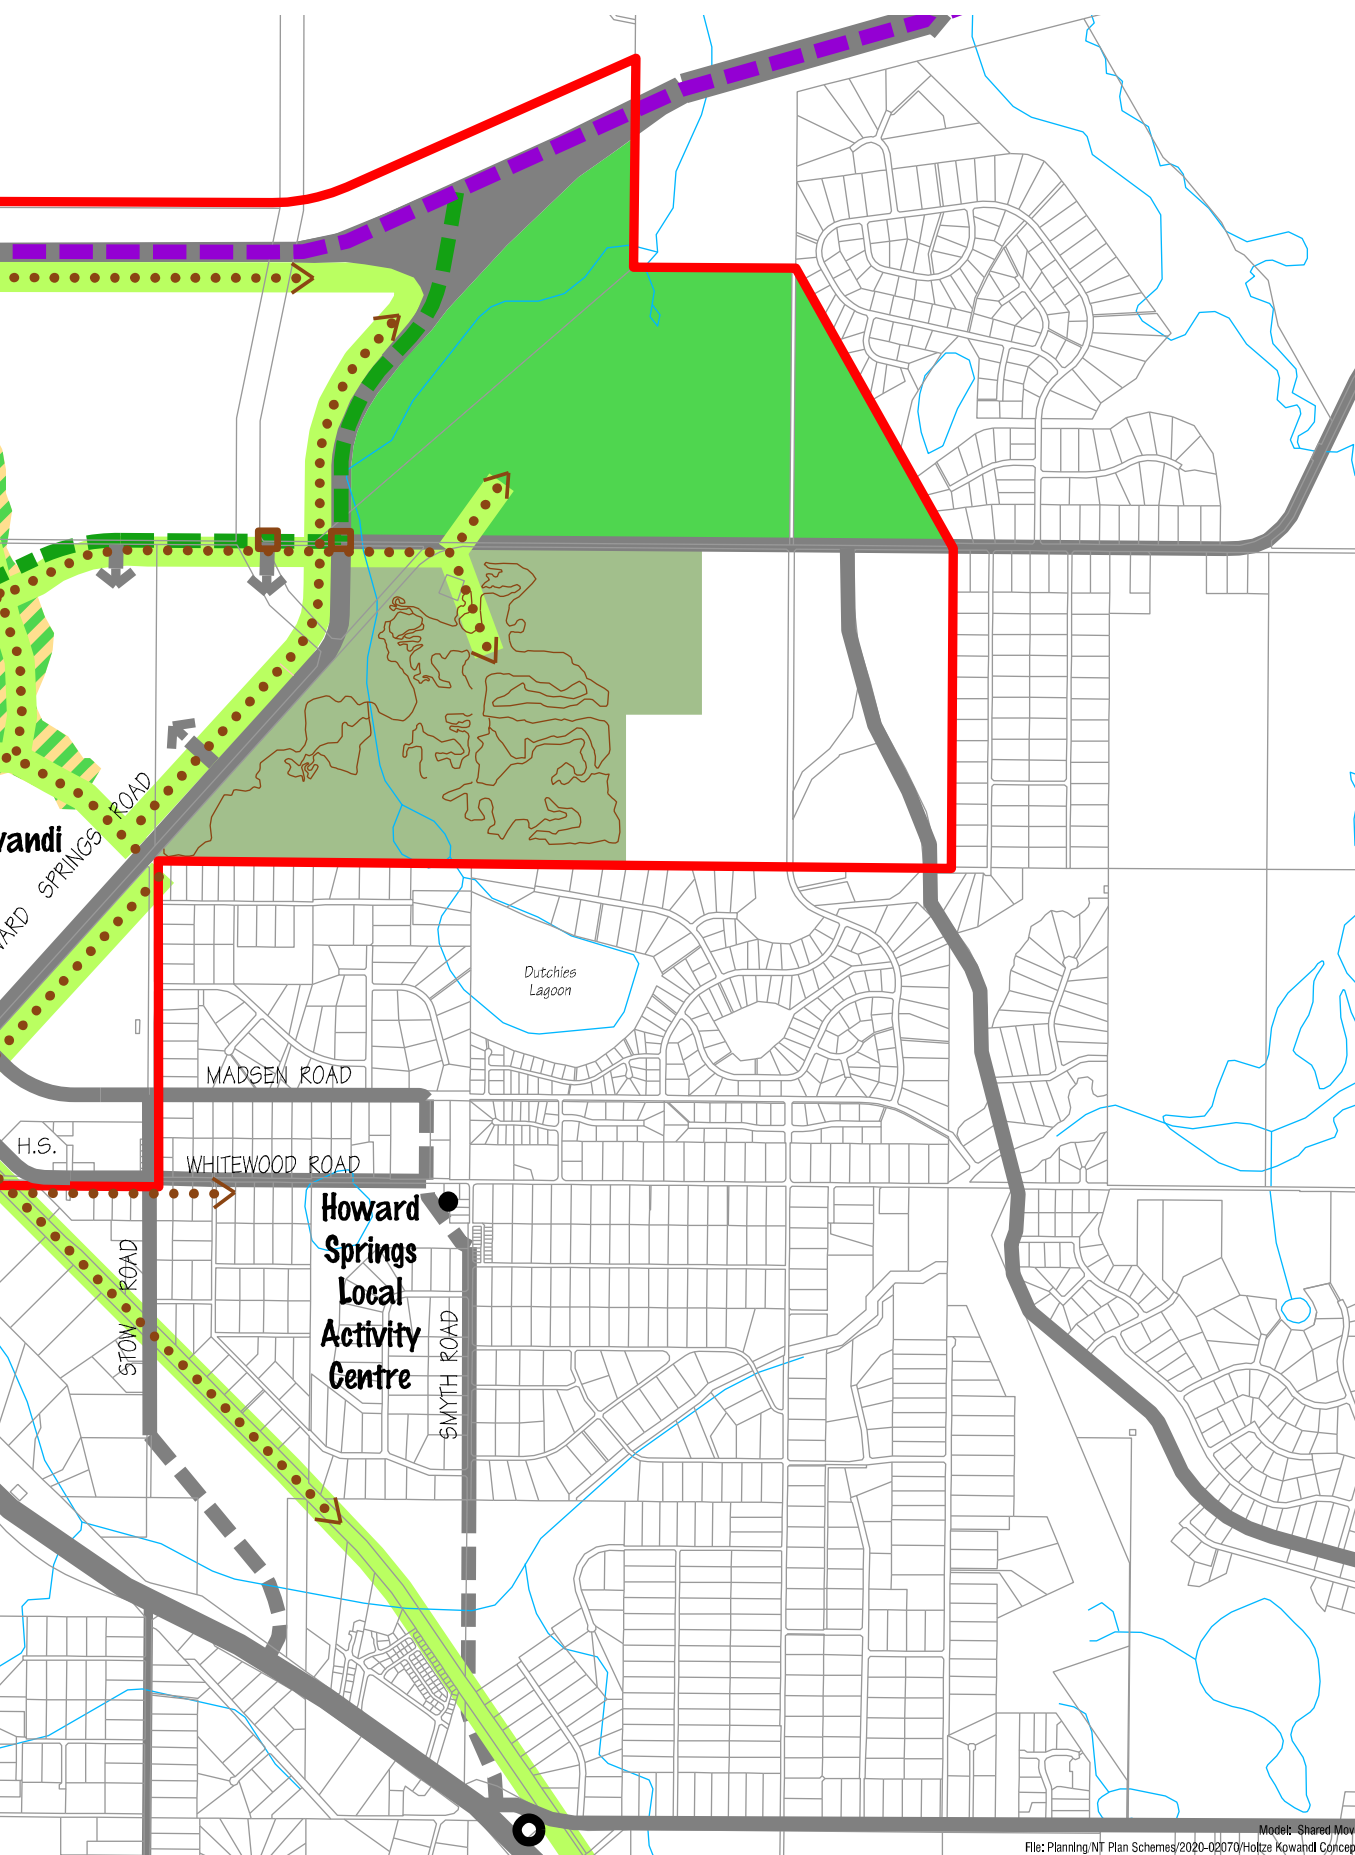 ROAD
SPRINGS
vandi
WARD
Dutchies
Lagoon
MADSEN ROAD
H.S.
WHITEWOOD ROAD
Howard
Springs
Local
Activity
Centre
STOW ROAD
SMYTH ROAD
Model: Shared Mov
File: Planning/NT Plan Schemes/2020-02070/Holtze Kowandi Concep